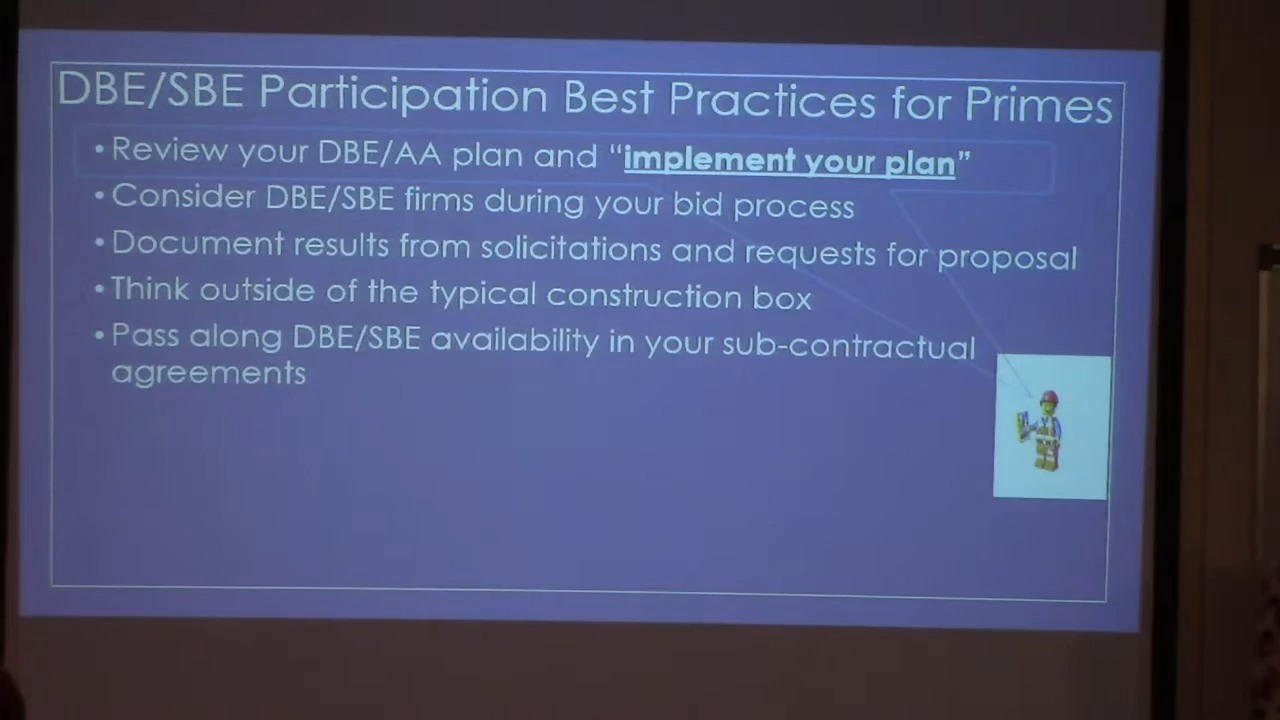 DBE/SBE Participation Best Practices for Primes
• Review your DBE/AA plan and “implement your plan”
• Consider DBE/SBE firms during your bid process
• Document results from solicitations and requests for proposal
• Think outside of the typical construction box
• Pass along DBE/SBE availability in your sub-contractual
agreements